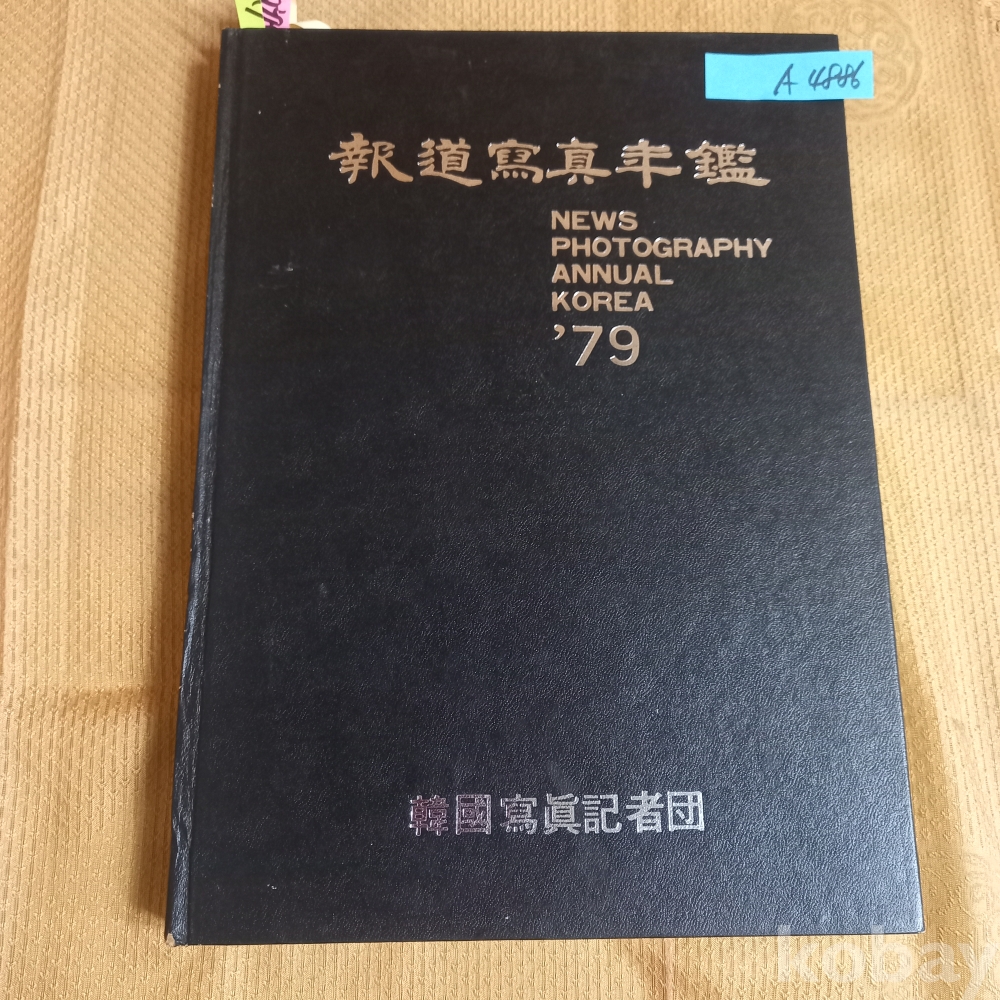 A 4886
報道寫真年鑑
NEWS
PHOTOGRAPHY
ANNUAL
KOREA
'79
韓國寫眞記者団
kobay